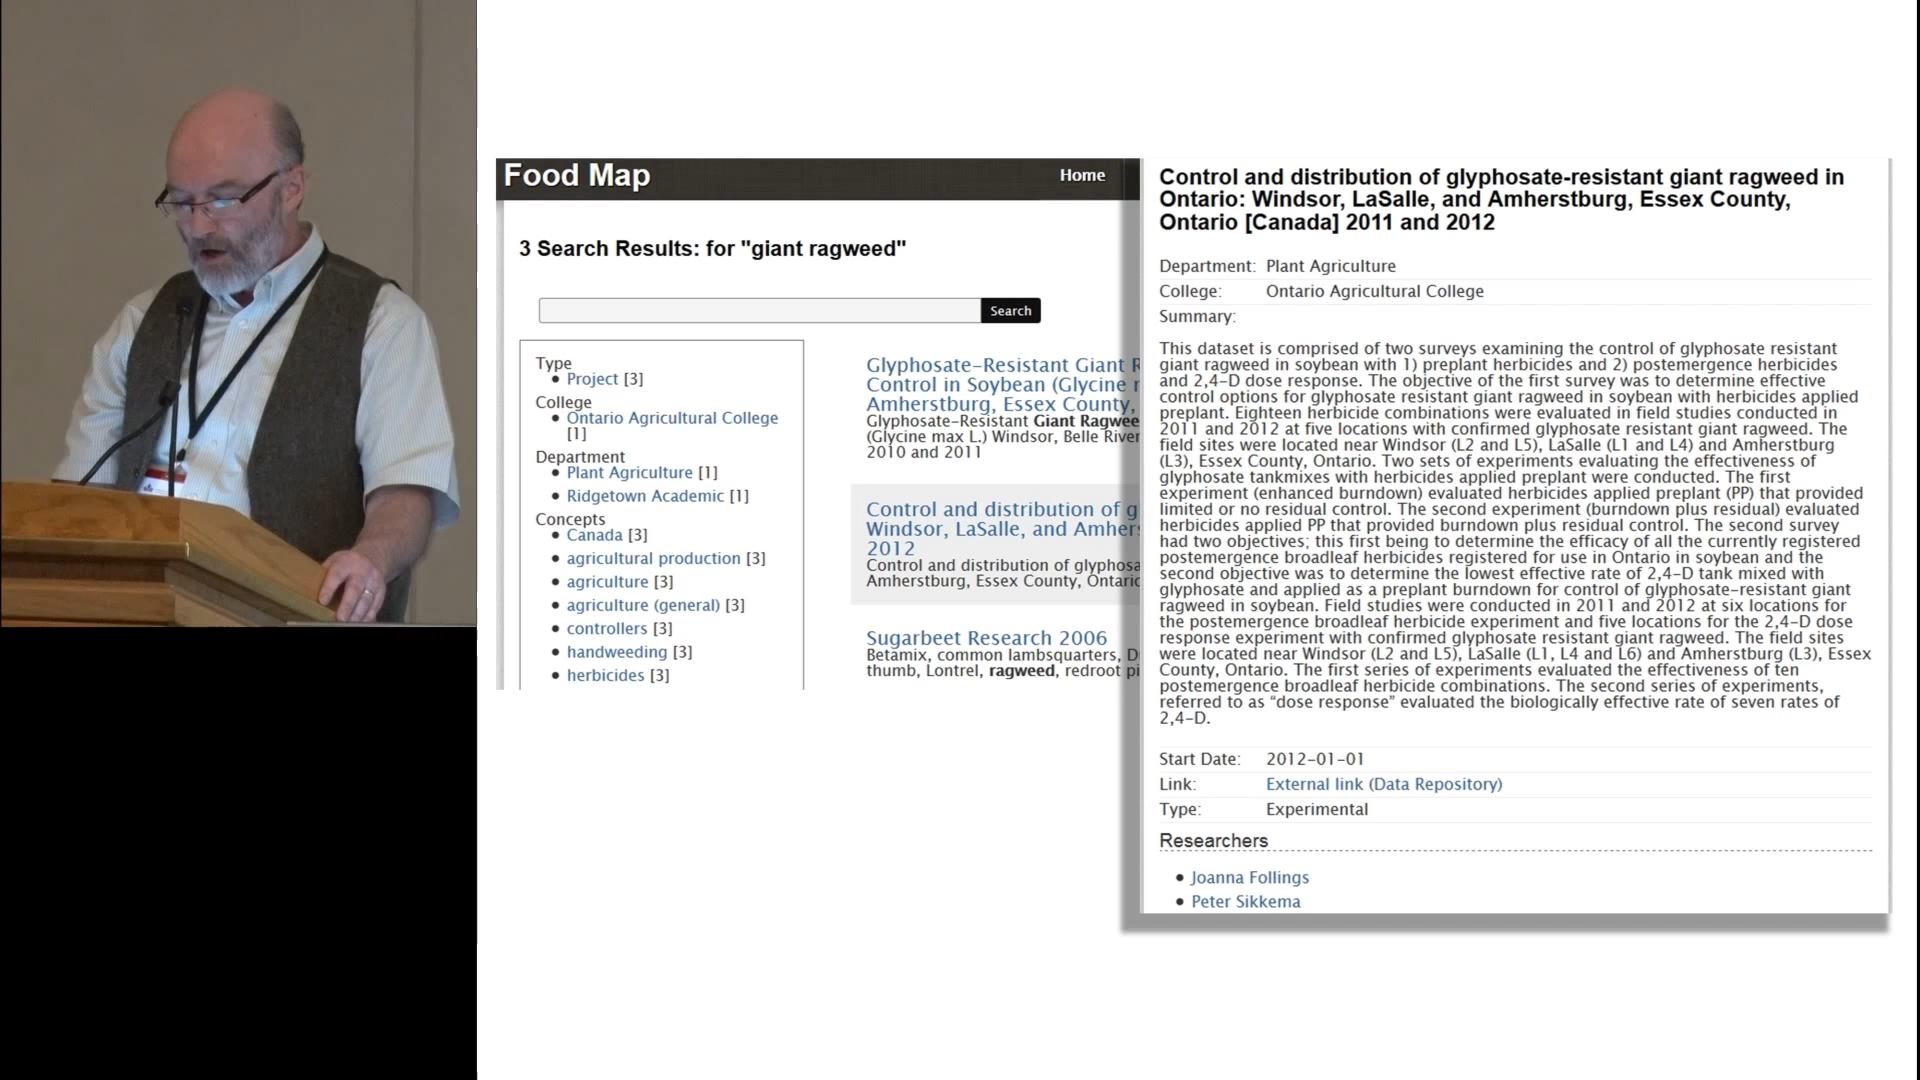 Food Map
Home
3 Search Results: for "giant ragweed"
Search
Type
• Project [3]
College
• Ontario Agricultural College
[1]
Department
• Plant Agriculture [1]
• Ridgetown Academic [1]
Concepts
• Canada [3]
• agricultural production [3]
• agriculture [3]
• agriculture (general) [3]
• controllers [3]
• handweeding [3]
• herbicides [3]
Glyphosate-Resistant Giant
Control in Soybean (Glycine
Amherstburg, Essex County,
Glyphosate-Resistant Giant Ragwee
(Glycine max L.) Windsor, Belle River
2010 and 2011
Control and distribution of g
Windsor, LaSalle, and Amhers
2012
Control and distribution of glyphosa
Amherstburg, Essex County, Ontario
Sugarbeet Research 2006
Betamix, common lambsquarters, D
thumb, Lontrel, ragweed, redroot pi
Control and distribution of glyphosate-resistant giant ragweed in
Ontario: Windsor, LaSalle, and Amherstburg, Essex County,
Ontario [Canada] 2011 and 2012
Department: Plant Agriculture
College: Ontario Agricultural College
Summary:
This dataset is comprised of two surveys examining the control of glyphosate resistant
giant ragweed in soybean with 1) preplant herbicides and 2) postemergence herbicides
and 2,4-D dose response. The objective of the first survey was to determine effective
control options for glyphosate resistant giant ragweed in soybean with herbicides applied
preplant. Eighteen herbicide combinations were evaluated in field studies conducted in
2011 and 2012 at five locations with confirmed glyphosate resistant giant ragweed. The
field sites were located near Windsor (L2 and L5), LaSalle (L1 and L4) and Amherstburg
(L3), Essex County, Ontario. Two sets of experiments evaluating the effectiveness of
glyphosate tankmixes with herbicides applied preplant were conducted. The first
experiment (enhanced burndown) evaluated herbicides applied preplant (PP) that provided
limited or no residual control. The second experiment (burndown plus residual) evaluated
herbicides applied PP that provided burndown plus residual control. The second survey
had two objectives; this first being to determine the efficacy of all the currently registered
postemergence broadleaf herbicides registered for use in Ontario in soybean and the
second objective was to determine the lowest effective rate of 2,4-D tank mixed with
glyphosate and applied as a preplant burndown for control of glyphosate-resistant giant
ragweed in soybean. Field studies were conducted in 2011 and 2012 at six locations for
the postemergence broadleaf herbicide experiment and five locations for the 2,4-D dose
response experiment with confirmed glyphosate resistant giant ragweed. The field sites
were located near Windsor (L2 and L5), LaSalle (L1, L4 and L6) and Amherstburg (L3), Essex
County, Ontario. The first series of experiments evaluated the effectiveness of ten
postemergence broadleaf herbicide combinations. The second series of experiments,
referred to as “dose response” evaluated the biologically effective rate of seven rates of
2,4-D.
Start Date: 2012-01-01
Link: External link (Data Repository)
Type: Experimental
Researchers
• Joanna Follings
• Peter Sikkema